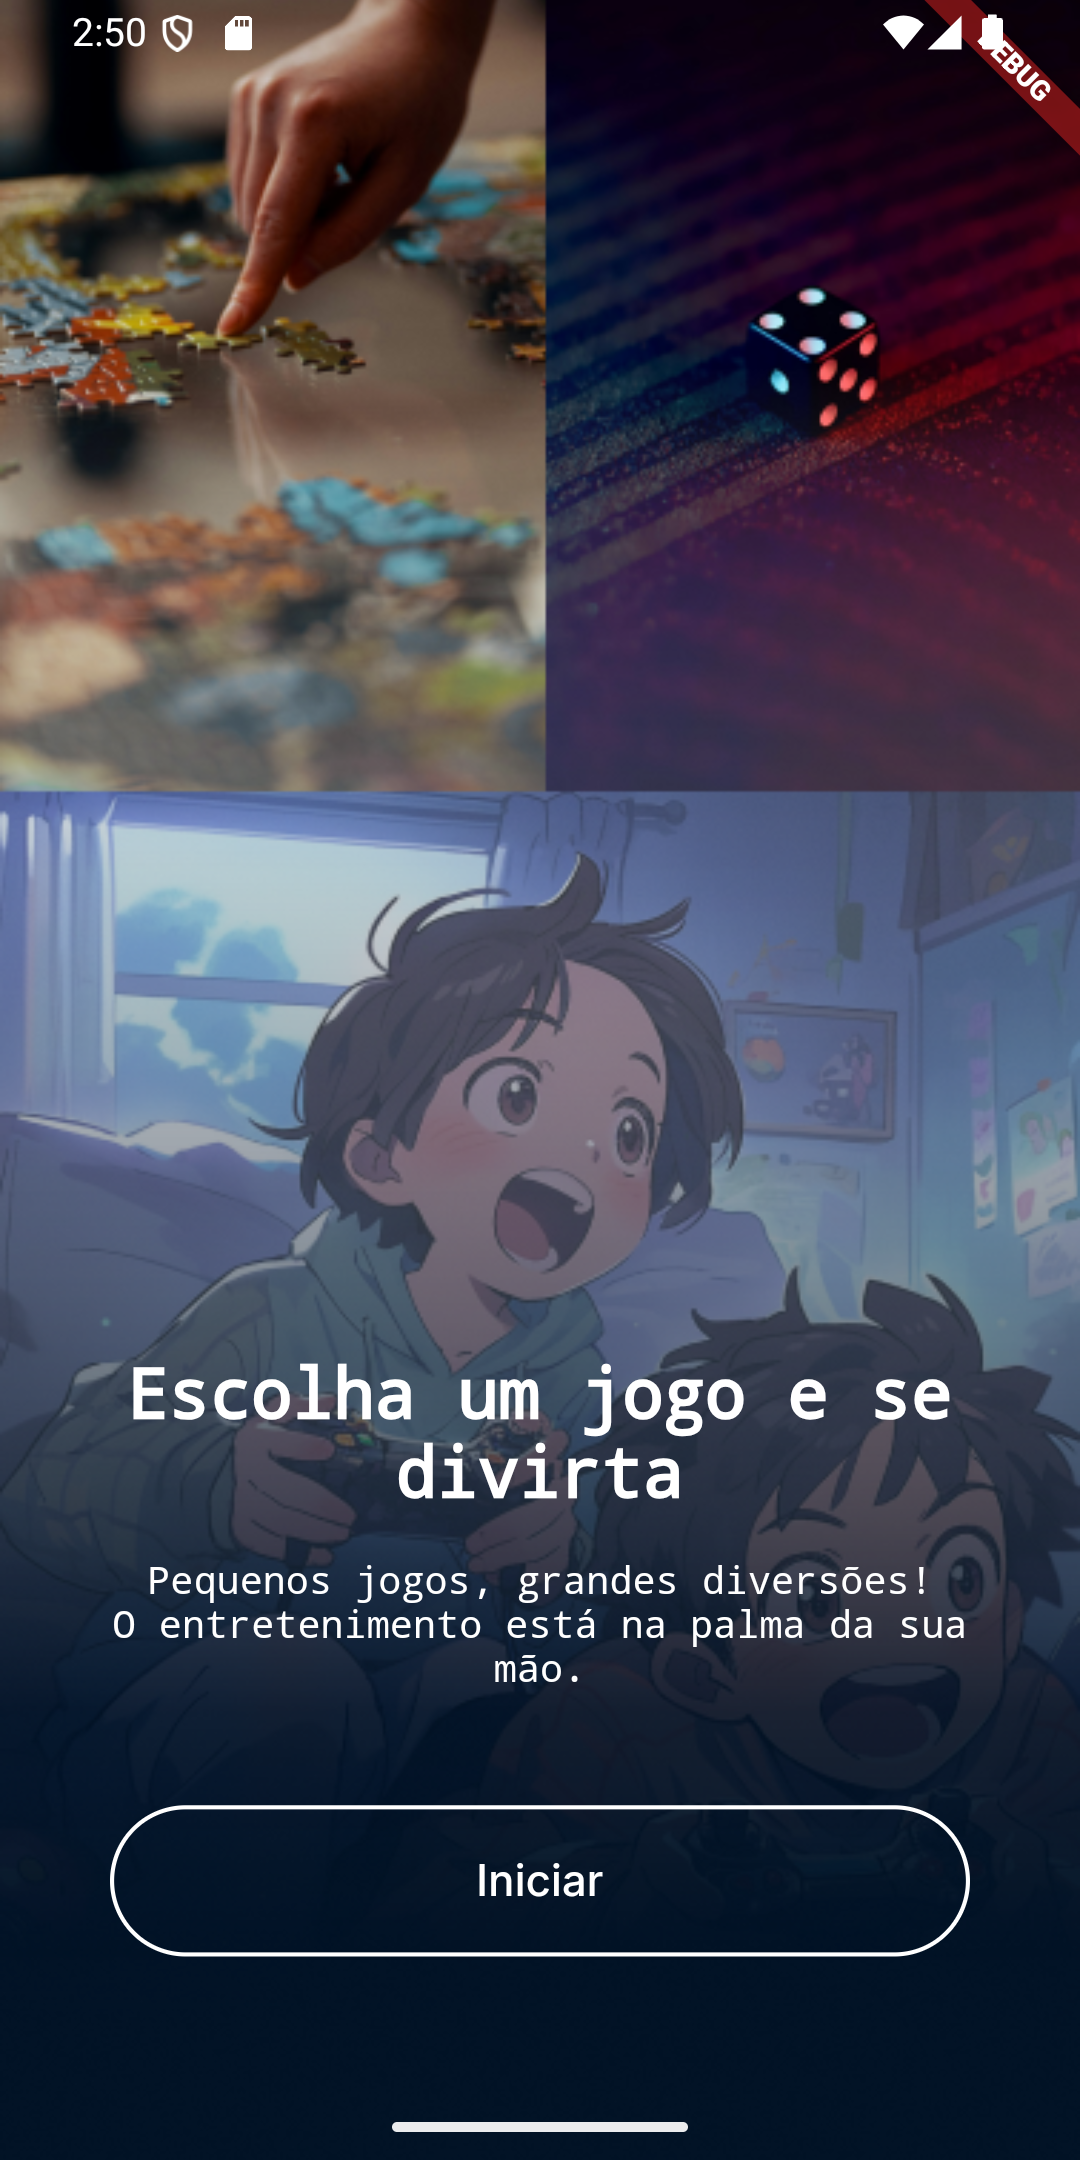 2:50
DEBUG
Escolha um jogo e se
divirta
Pequenos jogos, grandes diversões!
O entretenimento está na palma da sua
mão.
Iniciar